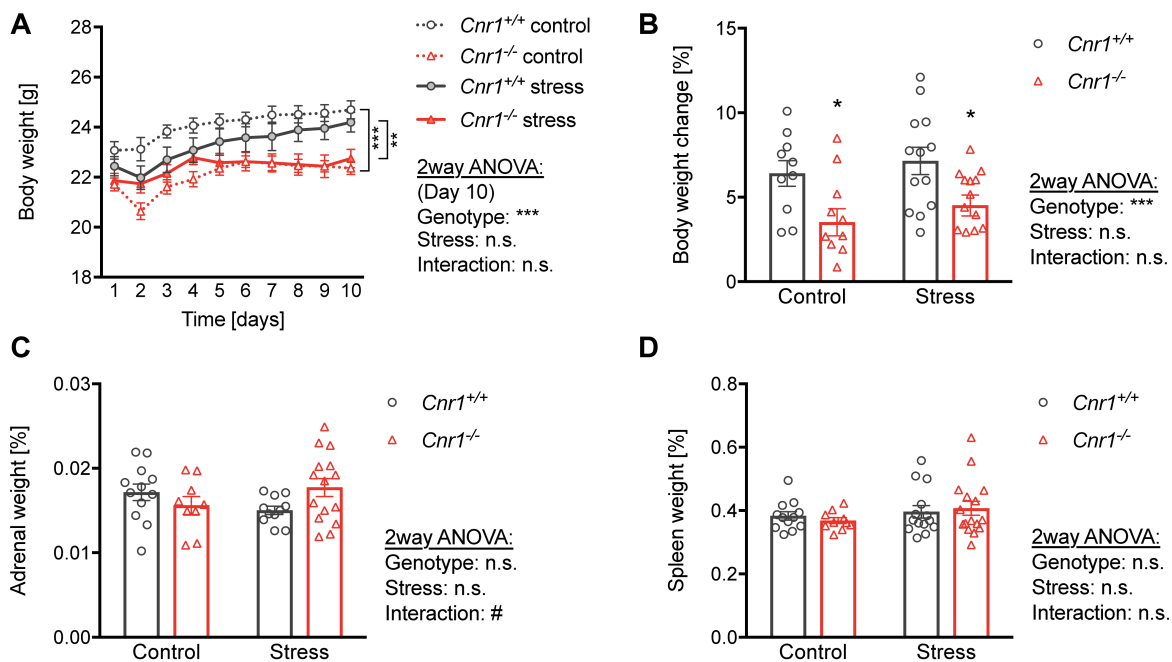 A
28
26
24
22
20
18
Body weight [g]
1 2 3 4 5 6 7 8 9 10
Time [days]
Cnr1+/+ control
Cnr1-/- control
Cnr1+/+ stress
Cnr1-/- stress
***
**
2way ANOVA:
(Day 10)
Genotype: ***
Stress: n.s.
Interaction: n.s.
B
15
10
5
0
Body weight change [%]
*
*
Control Stress
Cnr1+/+
Cnr1-/-
2way ANOVA:
Genotype: ***
Stress: n.s.
Interaction: n.s.
C
0.03
0.02
0.01
0.00
Adrenal weight [%]
Control Stress
Cnr1+/+
Cnr1-/-
2way ANOVA:
Genotype: n.s.
Stress: n.s.
Interaction: #
D
0.8
0.6
0.4
0.2
0.0
Spleen weight [%]
Control Stress
Cnr1+/+
Cnr1-/-
2way ANOVA:
Genotype: n.s.
Stress: n.s.
Interaction: n.s.